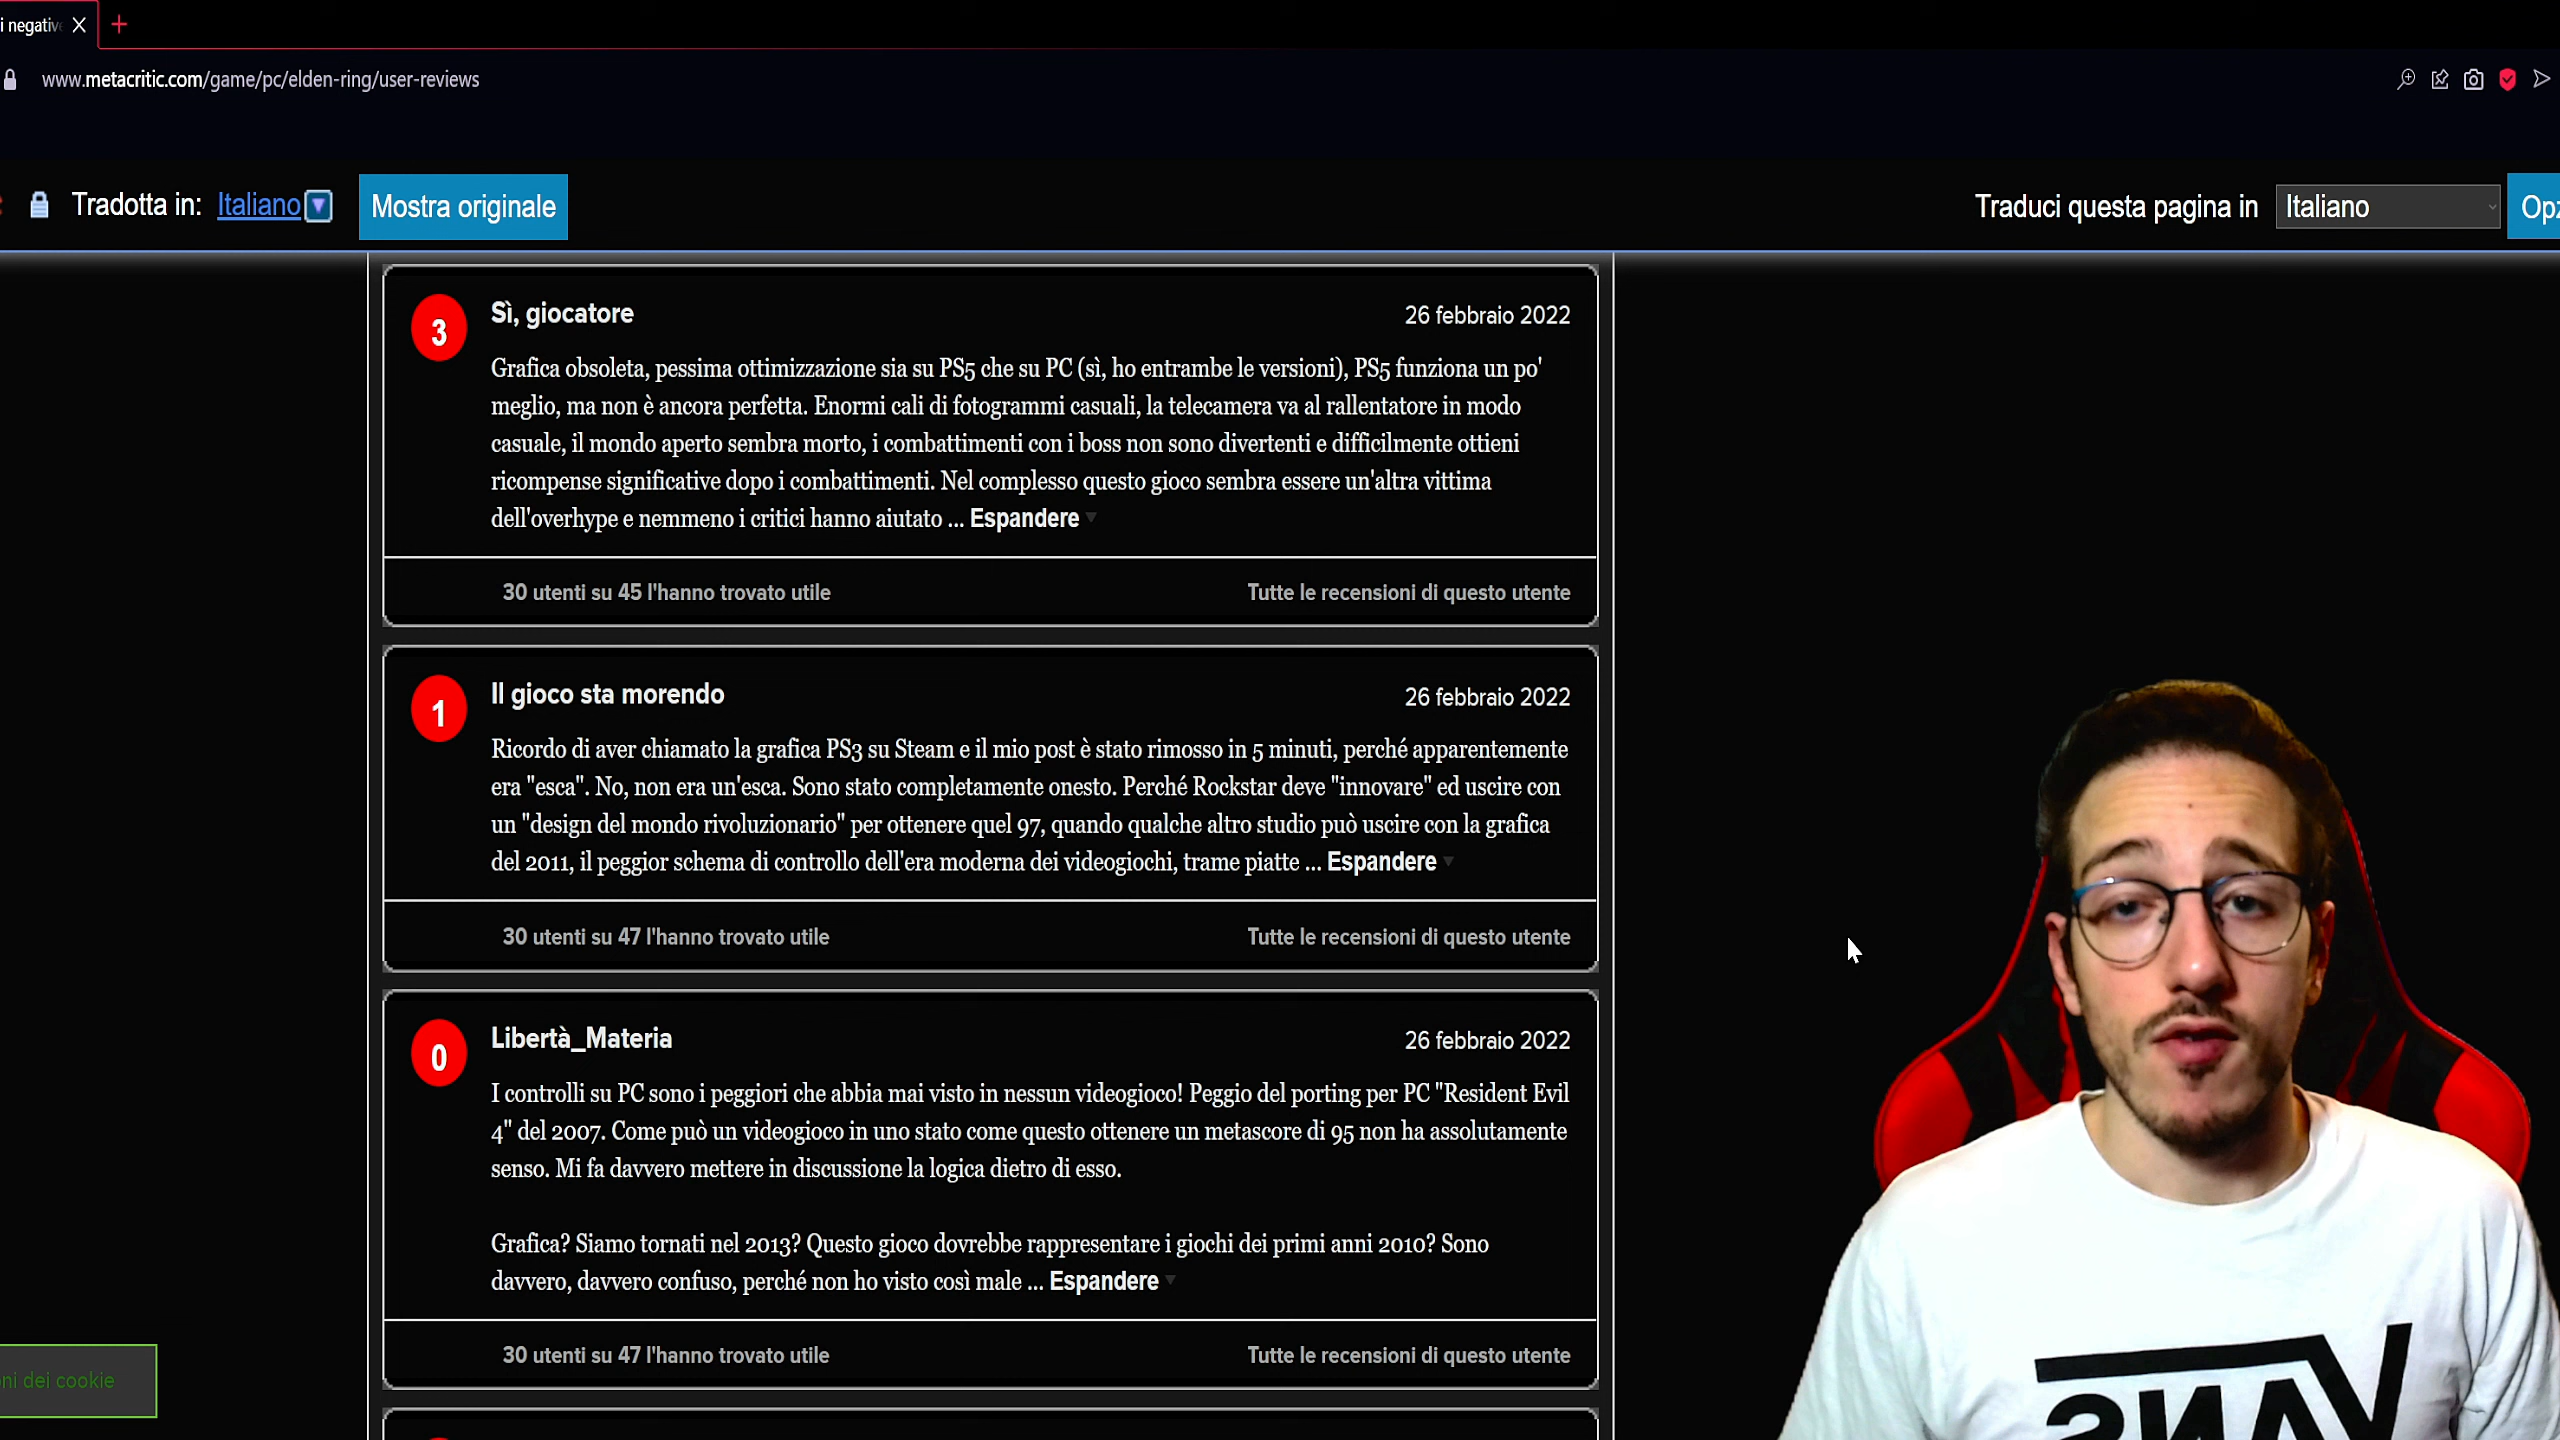 i negativ
www.metacritic.com/game/pc/elden-ring/user-reviews
Tradotta in: Italiano Mostra originale Traduci questa pagina in Italiano Opz
3 Sì, giocatore 26 febbraio 2022
Grafica obsoleta, pessima ottimizzazione sia su PS5 che su PC (sì, ho entrambe le versioni), PS5 funziona un po'
meglio, ma non è ancora perfetta. Enormi cali di fotogrammi casuali, la telecamera va al rallentatore in modo
casuale, il mondo aperto sembra morto, i combattimenti con i boss non sono divertenti e difficilmente ottieni
ricompense significative dopo i combattimenti. Nel complesso questo gioco sembra essere un'altra vittima
dell'overhype e nemmeno i critici hanno aiutato ... Espandere
30 utenti su 45 l'hanno trovato utile Tutte le recensioni di questo utente
1 Il gioco sta morendo 26 febbraio 2022
Ricordo di aver chiamato la grafica PS3 su Steam e il mio post è stato rimosso in 5 minuti, perché apparentemente
era "esca". No, non era un'esca. Sono stato completamente onesto. Perché Rockstar deve "innovare" ed uscire con
un "design del mondo rivoluzionario" per ottenere quel 97, quando qualche altro studio può uscire con la grafica
del 2011, il peggior schema di controllo dell'era moderna dei videogiochi, trame piatte ... Espandere
30 utenti su 47 l'hanno trovato utile Tutte le recensioni di questo utente
0 Libertà_Materia 26 febbraio 2022
I controlli su PC sono i peggiori che abbia mai visto in nessun videogioco! Peggio del porting per PC "Resident Evil
4" del 2007. Come può un videogioco in uno stato come questo ottenere un metascore di 95 non ha assolutamente
senso. Mi fa davvero mettere in discussione la logica dietro di esso.
Grafica? Siamo tornati nel 2013? Questo gioco dovrebbe rappresentare i giochi dei primi anni 2010? Sono
davvero, davvero confuso, perché non ho visto così male ... Espandere
30 utenti su 47 l'hanno trovato utile Tutte le recensioni di questo utente
ni dei cookie
VANS